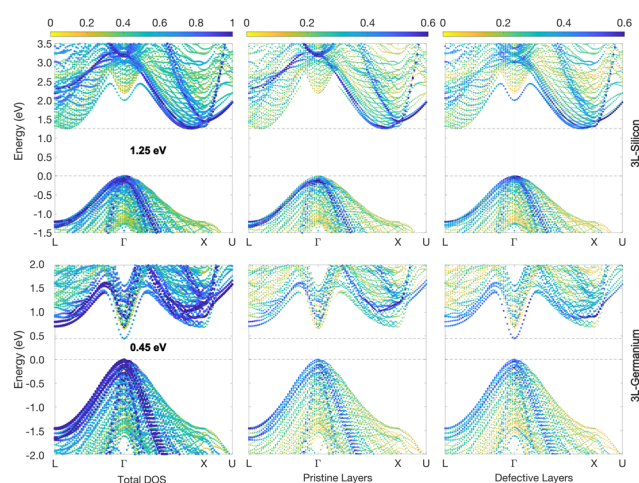 0 0.2 0.4 0.6 0.8 1
0 0.2 0.4 0.6
0 0.2 0.4 0.6
Energy (eV)
3.5
3.0
2.5
2.0
1.5
1.0
0.5
0.0
-0.5
-1.0
-1.5
1.25 eV
L Γ X U
L Γ X U
L Γ X U
3L-Silicon
Energy (eV)
2.0
1.5
1.0
0.5
0.0
-0.5
-1.0
-1.5
-2.0
0.45 eV
L Γ X U
L Γ X U
L Γ X U
3L-Germanium
Total DOS
Pristine Layers
Defective Layers